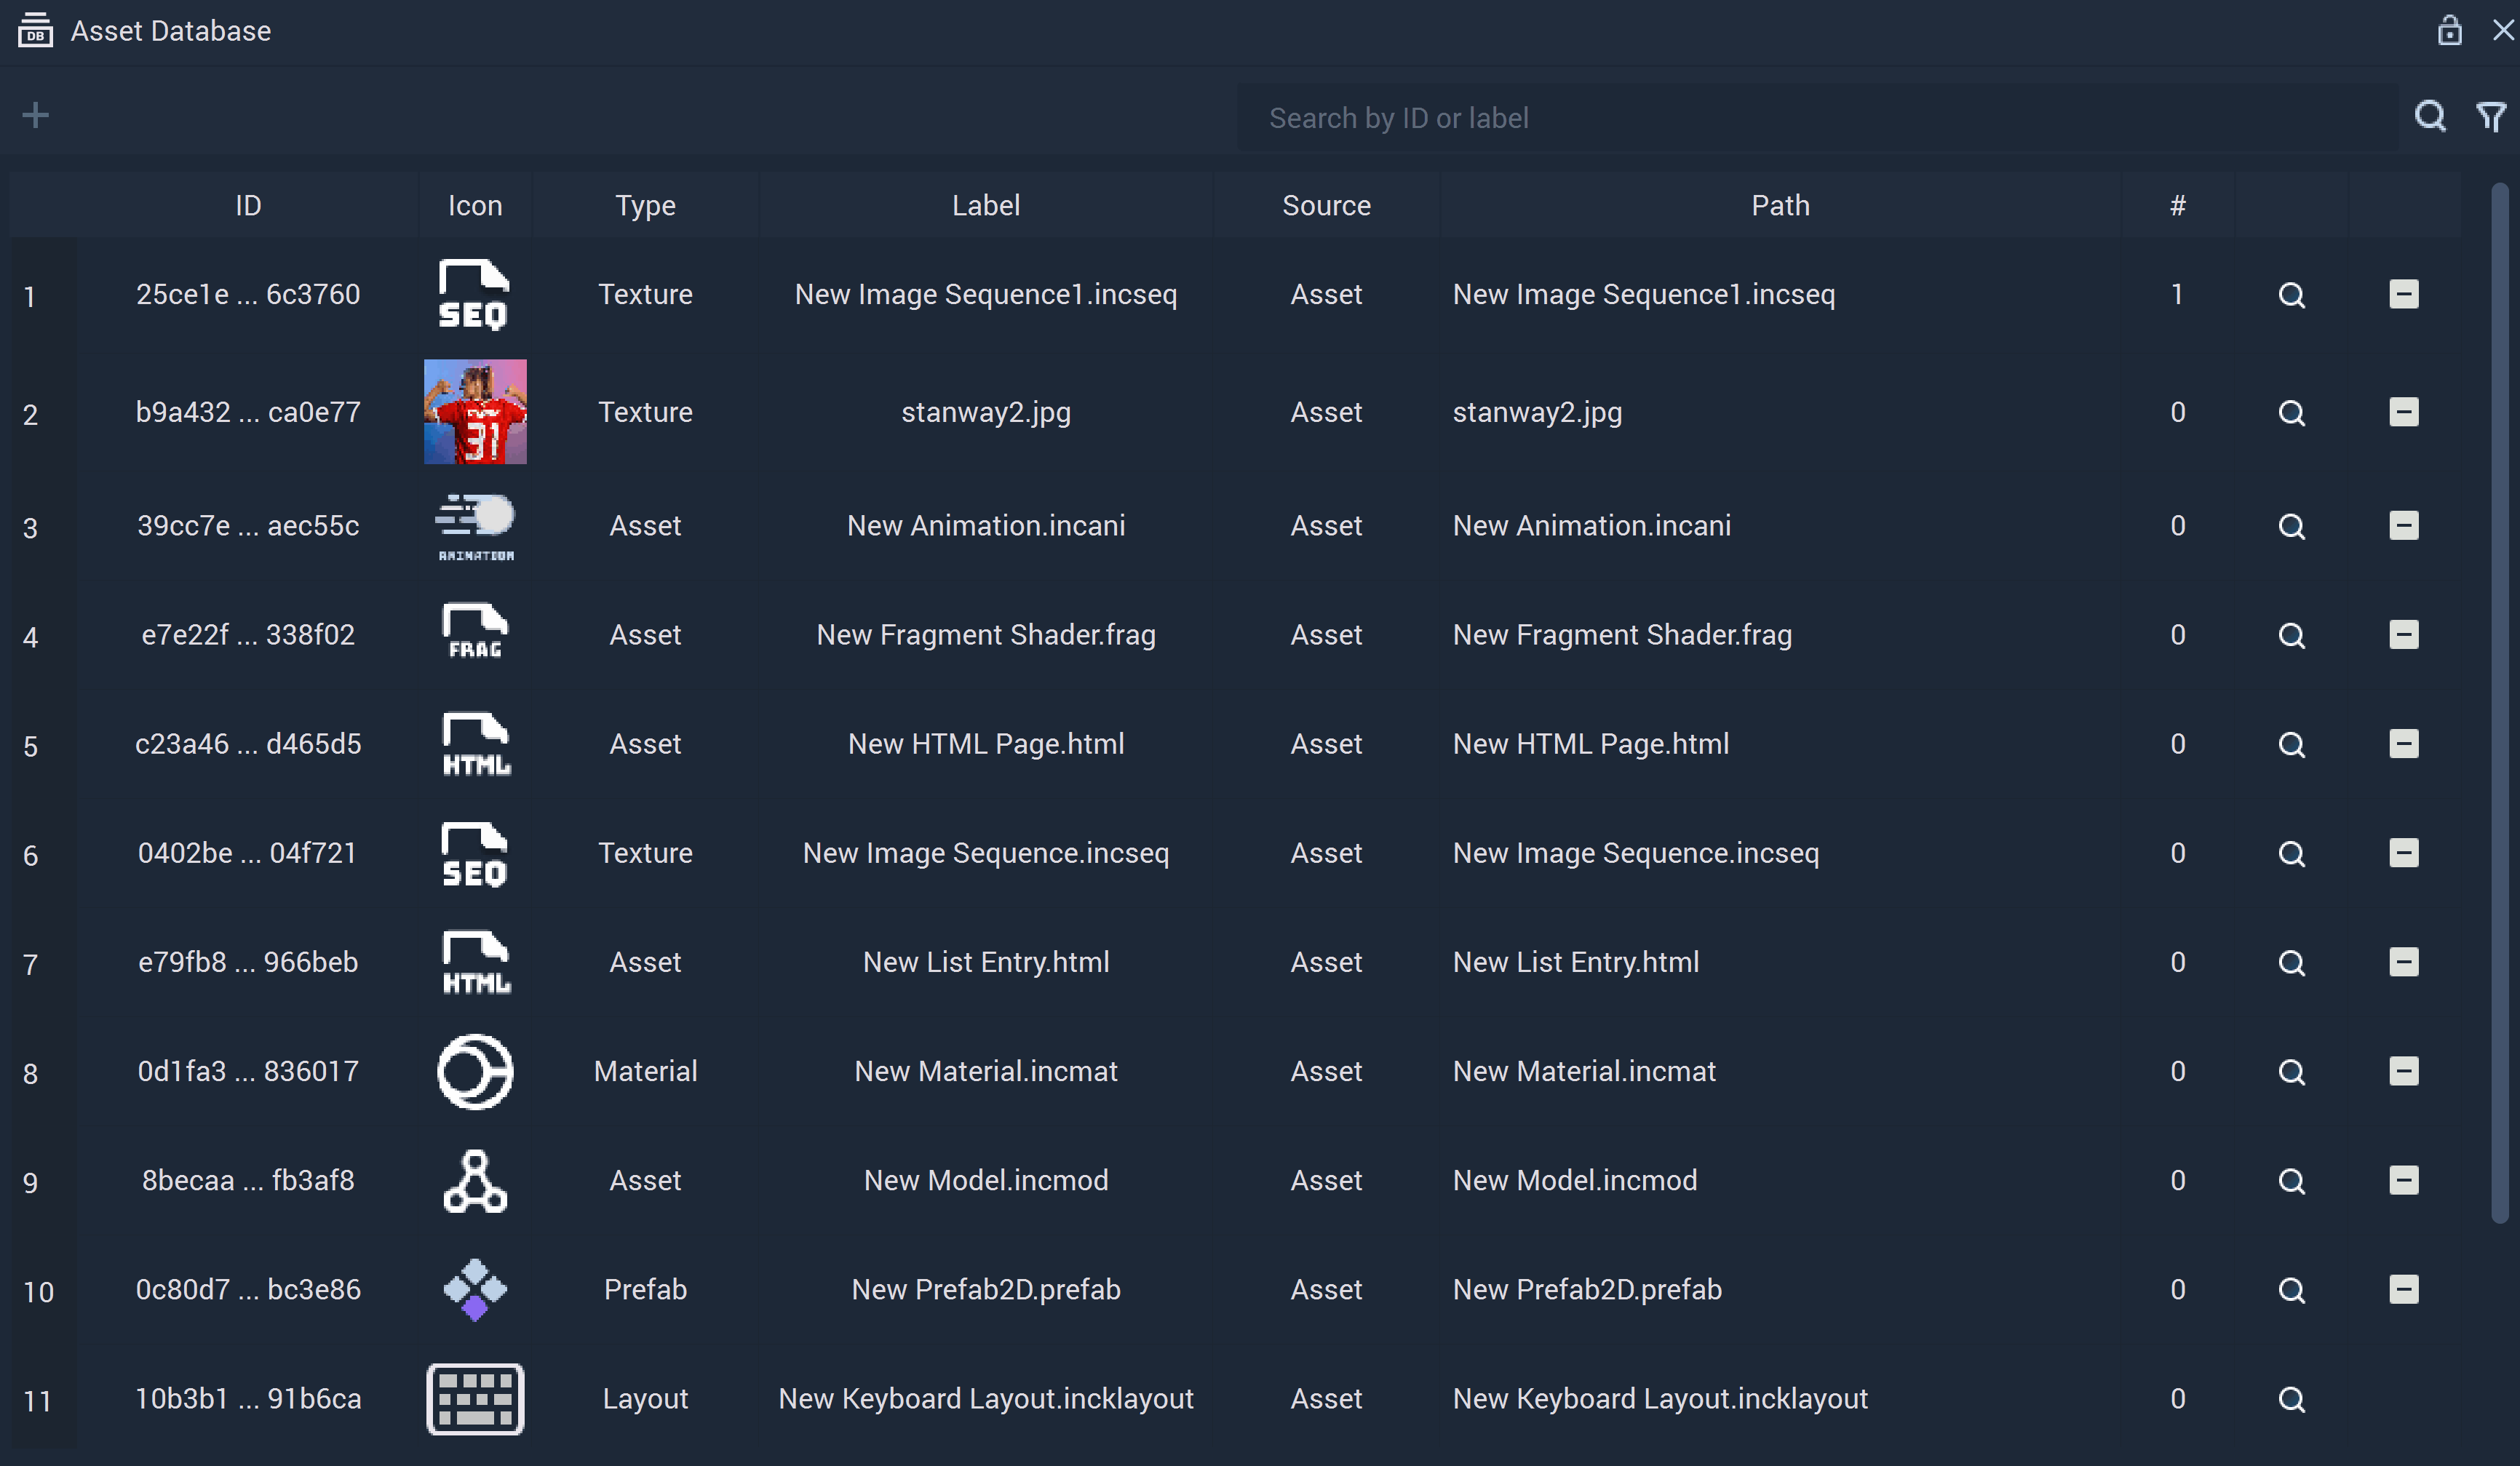 DB Asset Database
Search by ID or label
ID Icon Type Label Source Path #
1 25ce1e ... 6c3760 SEQ Texture New Image Sequence1.incseq Asset New Image Sequence1.incseq 1
2 b9a432 ... ca0e77 31 Texture stanway2.jpg Asset stanway2.jpg 0
3 39cc7e ... aec55c ANIMATION Asset New Animation.incani Asset New Animation.incani 0
4 e7e22f ... 338f02 FRAG Asset New Fragment Shader.frag Asset New Fragment Shader.frag 0
5 c23a46 ... d465d5 HTML Asset New HTML Page.html Asset New HTML Page.html 0
6 0402be ... 04f721 SEQ Texture New Image Sequence.incseq Asset New Image Sequence.incseq 0
7 e79fb8 ... 966beb HTML Asset New List Entry.html Asset New List Entry.html 0
8 0d1fa3 ... 836017 Material New Material.incmat Asset New Material.incmat 0
9 8becaa ... fb3af8 Asset New Model.incmod Asset New Model.incmod 0
10 0c80d7 ... bc3e86 Prefab New Prefab2D.prefab Asset New Prefab2D.prefab 0
11 10b3b1 ... 91b6ca Layout New Keyboard Layout.incklayout Asset New Keyboard Layout.incklayout 0